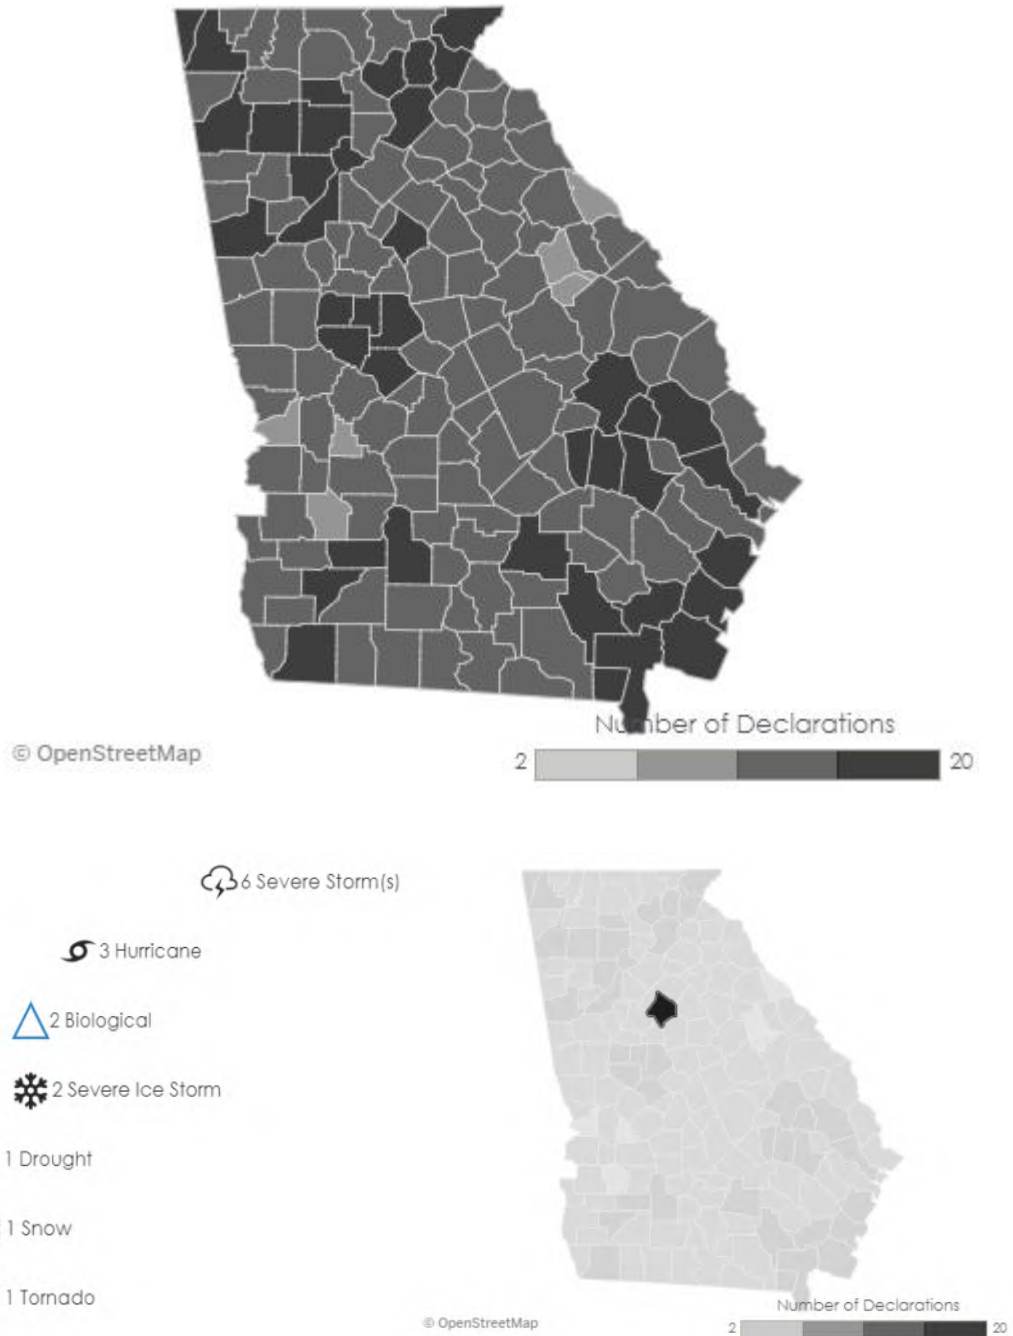 Number of Declarations
© OpenStreetMap
2 20
6 Severe Storm(s)
3 Hurricane
2 Biological
2 Severe Ice Storm
1 Drought
1 Snow
1 Tornado
Number of Declarations
© OpenStreetMap
2 20